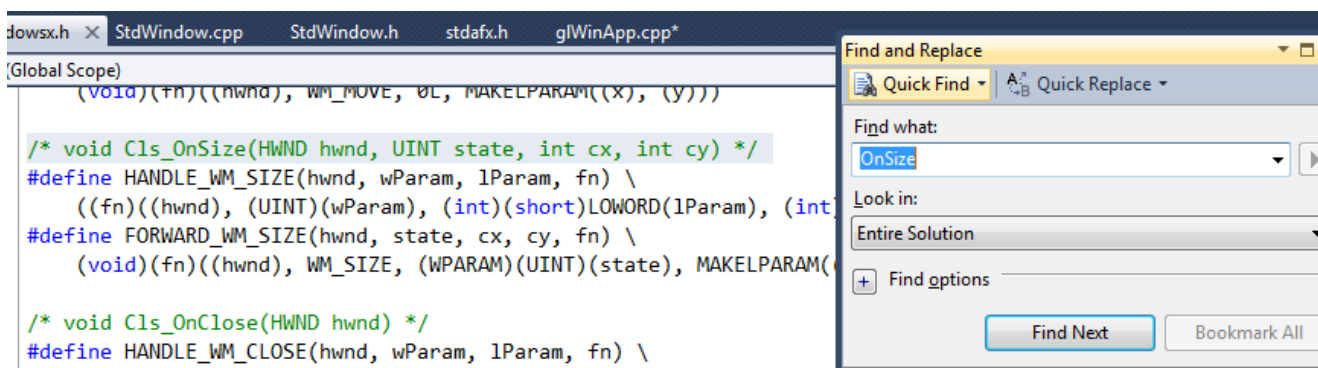 dowsx.h StdWindow.cpp StdWindow.h stdafx.h glWinApp.cpp*
(Global Scope)
(void)(fn)((hwnd), WM_MOVE, 0L, MAKELPARAM((x), (y)))
/* void Cls_OnSize(HWND hwnd, UINT state, int cx, int cy) */
#define HANDLE_WM_SIZE(hwnd, wParam, lParam, fn) \
((fn)((hwnd), (UINT)(wParam), (int)(short)LOWORD(lParam), (int)
#define FORWARD_WM_SIZE(hwnd, state, cx, cy, fn) \
(void)(fn)((hwnd), WM_SIZE, (WPARAM)(UINT)(state), MAKELPARAM((
/* void Cls_OnClose(HWND hwnd) */
#define HANDLE_WM_CLOSE(hwnd, wParam, lParam, fn) \
Find and Replace
Quick Find Quick Replace
Find what:
OnSize
Look in:
Entire Solution
Find options
Find Next Bookmark All